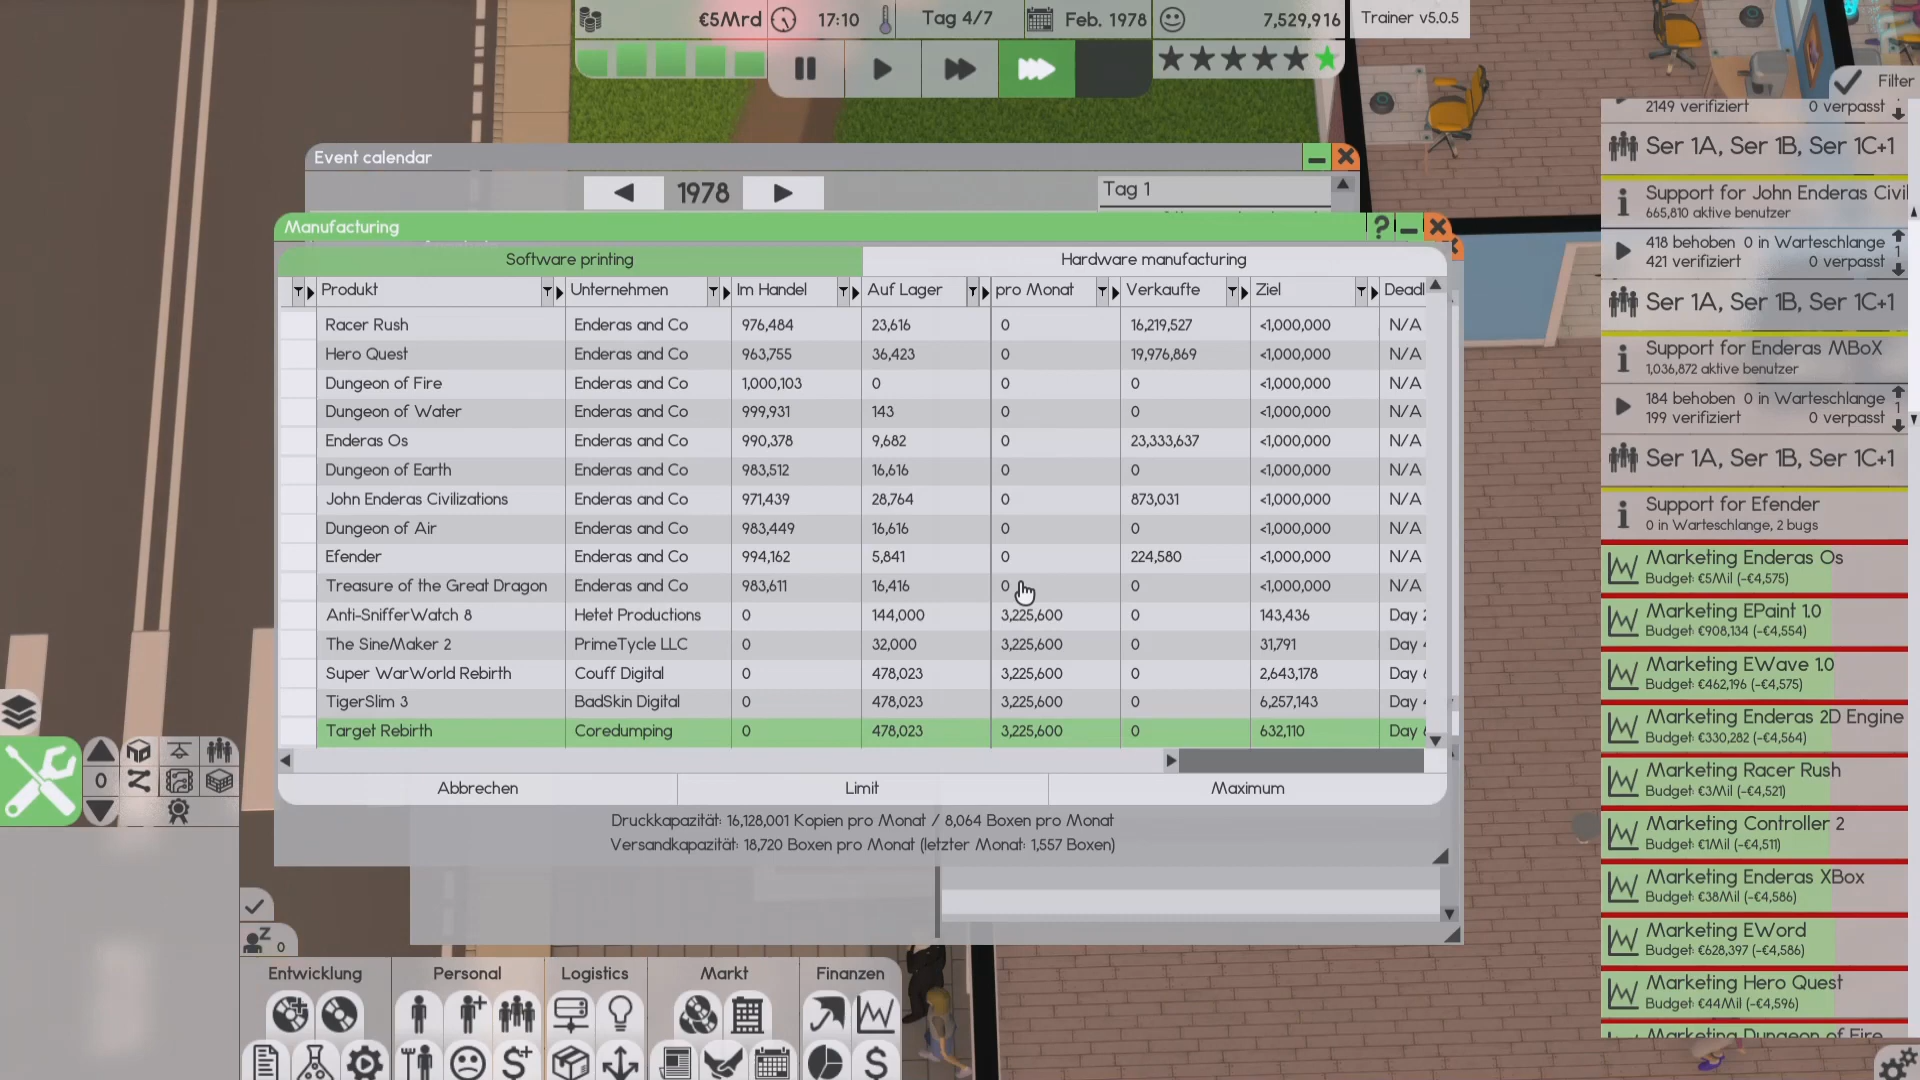 €5Mrd
17:10
Tag 4/7
Feb. 1978
7,529,916
Trainer v5.0.5
Filter
2149 verifiziert
0 verpasst
Event calendar
Ser 1A, Ser 1B, Ser 1C+1
1978
Tag 1
Support for John Enderas Civil
665,810 aktive benutzer
Manufacturing
?
418 behoben 0 in Warteschlange
421 verifiziert 0 verpasst
1
Software printing
Hardware manufacturing
Produkt Unternehmen Im Handel Auf Lager pro Monat Verkaufte Ziel Deadl
Ser 1A, Ser 1B, Ser 1C+1
Racer Rush Enderas and Co 976,484 23,616 0 16,219,527 <1,000,000 N/A
Hero Quest Enderas and Co 963,755 36,423 0 19,976,869 <1,000,000 N/A
Dungeon of Fire Enderas and Co 1,000,103 0 0 0 <1,000,000 N/A
Dungeon of Water Enderas and Co 999,931 143 0 0 <1,000,000 N/A
Enderas Os Enderas and Co 990,378 9,682 0 23,333,637 <1,000,000 N/A
Dungeon of Earth Enderas and Co 983,512 16,616 0 0 <1,000,000 N/A
John Enderas Civilizations Enderas and Co 971,439 28,764 0 873,031 <1,000,000 N/A
Dungeon of Air Enderas and Co 983,449 16,616 0 0 <1,000,000 N/A
Efender Enderas and Co 994,162 5,841 0 224,580 <1,000,000 N/A
Treasure of the Great Dragon Enderas and Co 983,611 16,416 0 0 <1,000,000 N/A
Anti-SnifferWatch 8 Hetet Productions 0 144,000 3,225,600 0 143,436 Day 2
The SineMaker 2 PrimeTycle LLC 0 32,000 3,225,600 0 31,791 Day
Super WarWorld Rebirth Couff Digital 0 478,023 3,225,600 0 2,643,178 Day
TigerSlim 3 BadSkin Digital 0 478,023 3,225,600 0 6,257,143 Day
Target Rebirth Coredumping 0 478,023 3,225,600 0 632,110 Day
Support for Enderas MBoX
1,036,872 aktive benutzer
184 behoben 0 in Warteschlange
199 verifiziert 0 verpasst
1
Ser 1A, Ser 1B, Ser 1C+1
Support for Efender
0 in Warteschlange, 2 bugs
Marketing Enderas Os
Budget: €5Mil (-€4,575)
Marketing EPaint 1.0
Budget: €908,134 (-€4,554)
Marketing EWave 1.0
Budget: €462,196 (-€4,575)
Marketing Enderas 2D Engine
Budget: €330,282 (-€4,564)
Marketing Racer Rush
Budget: €3Mil (-€4,521)
Marketing Controller 2
Budget: €1Mil (-€4,511)
Marketing Enderas XBox
Budget: €38Mil (-€4,586)
Marketing EWord
Budget: €628,397 (-€4,586)
Marketing Hero Quest
Budget: €44Mil (-€4,596)
Marketing Dungeon of Fire
0
Abbrechen
Limit
Maximum
Druckkapazität: 16,128,001 Kopien pro Monat / 8,064 Boxen pro Monat
Versandkapazität: 18,720 Boxen pro Monat (letzter Monat: 1,557 Boxen)
Z
0
Entwicklung
Personal
Logistics
Markt
Finanzen